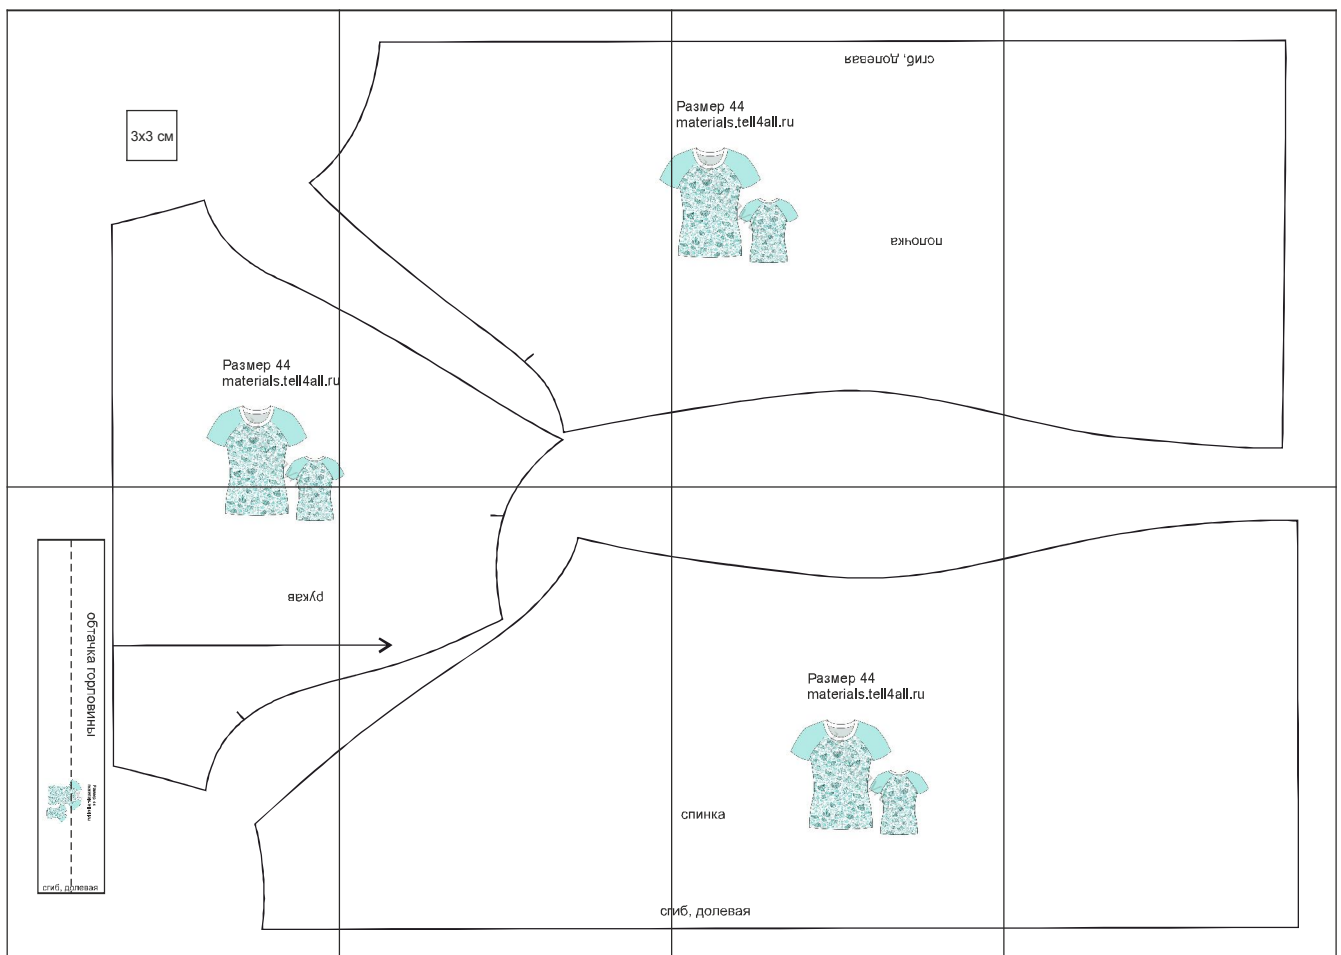 сгиб, долевая
Размер 44
materials.tell4all.ru
3х3 см
полочка
Размер 44
materials.tell4all.ru
рукав
обтачка горловины
Размер 44
materials.tell4all.ru
спинка
сгиб, долевая
сгиб, долевая